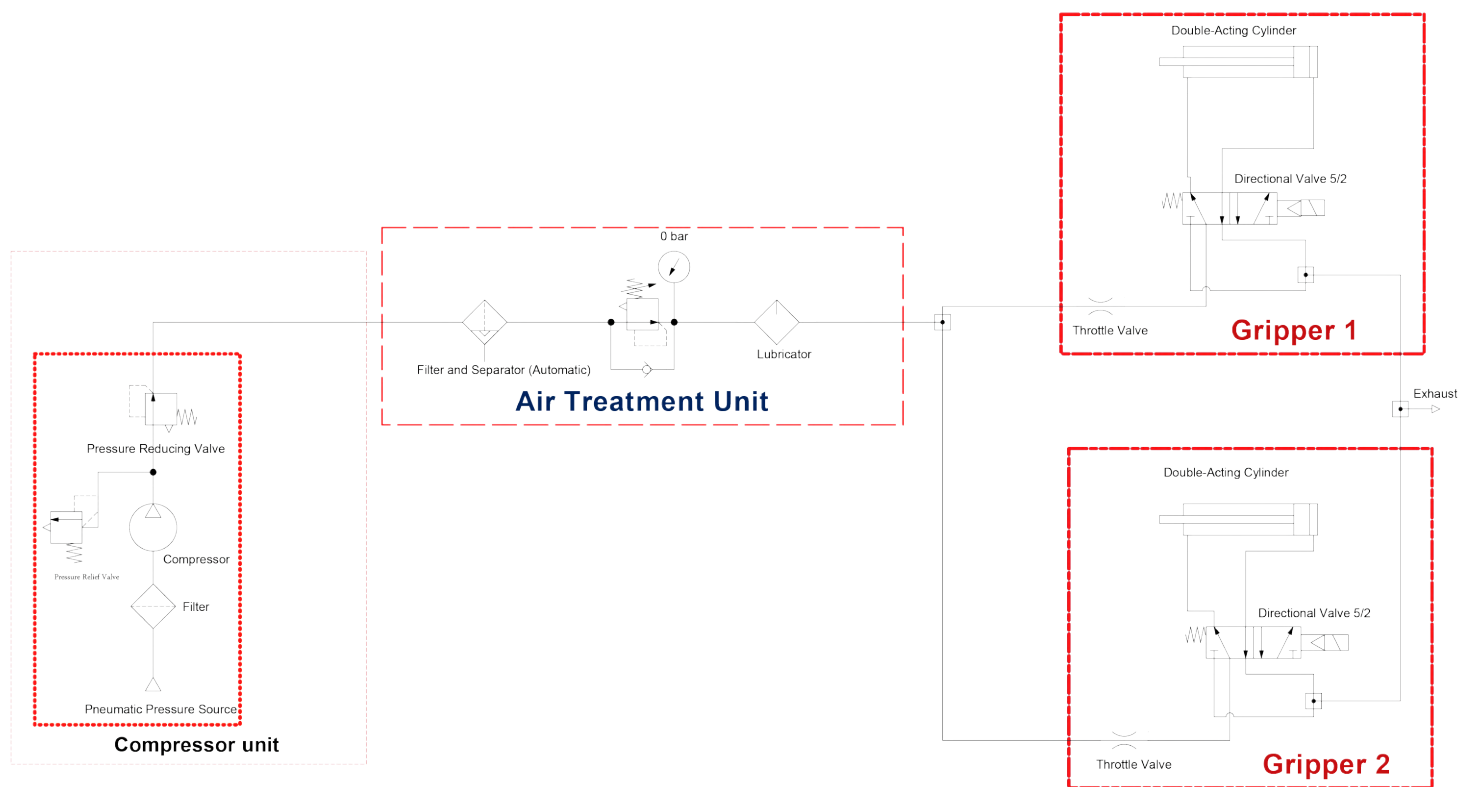 Double-Acting Cylinder
Directional Valve 5/2
0 bar
Throttle Valve
Gripper 1
Filter and Separator (Automatic)
Lubricator
Air Treatment Unit
Exhaust
Pressure Reducing Valve
Double-Acting Cylinder
Compressor
Pressure Relief Valve
Filter
Directional Valve 5/2
Pneumatic Pressure Source
Compressor unit
Throttle Valve
Gripper 2